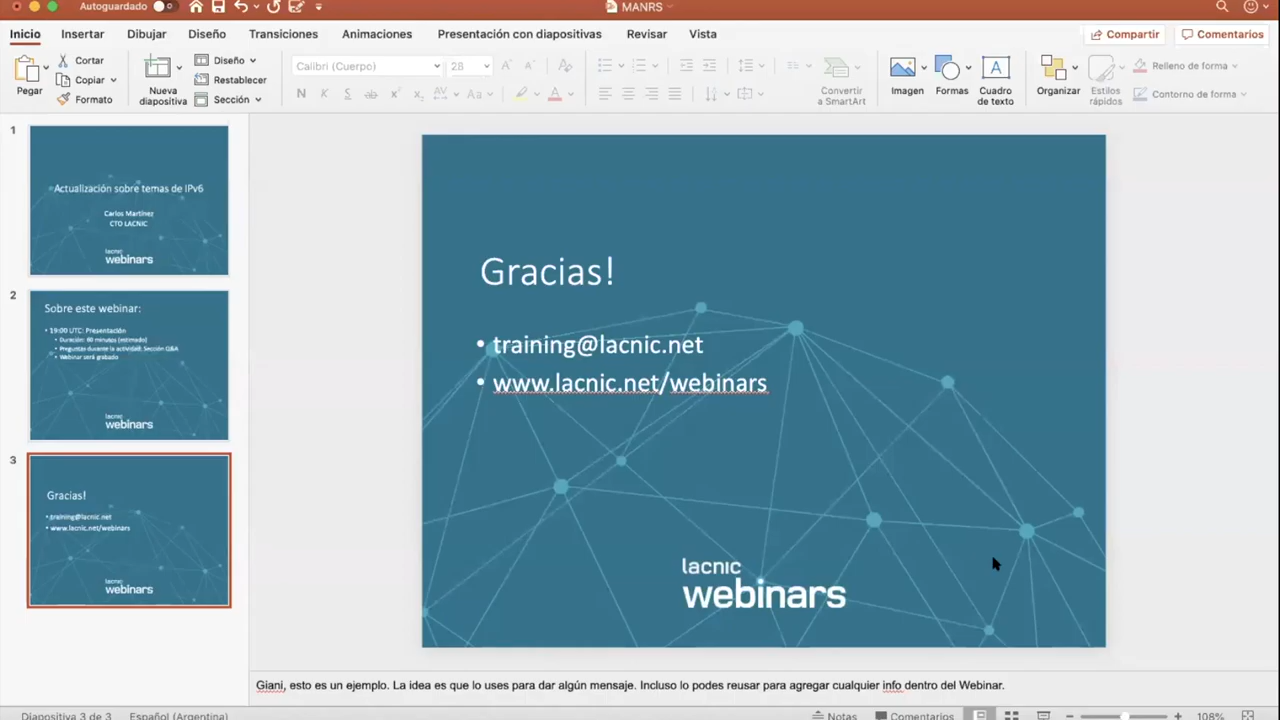 Autoguardado
MANRS
Inicio
Insertar
Dibujar
Diseño
Transiciones
Animaciones
Presentación con diapositivas
Revisar
Vista
Compartir
Comentarios
Pegar
Cortar
Copiar
Formato
Nueva diapositiva
Diseño
Restablecer
Sección
Calibri (Cuerpo)
28
Convertir a SmartArt
Imagen
Formas
Cuadro de texto
Organizar
Estilos rápidos
Relleno de forma
Contorno de forma
1
Actualización sobre temas de IPv6
Carlos Martínez
CTO LACNIC
lacnic
webinars
2
Sobre este webinar:
• 19:00 UTC: Presentación
• Duración: 60 minutos (estimado)
• Preguntas durante la actividad: Sección Q&A
• Webinar será grabado
lacnic
webinars
3
Gracias!
• training@lacnic.net
• www.lacnic.net/webinars
lacnic
webinars
Gracias!
• training@lacnic.net
• www.lacnic.net/webinars
lacnic
webinars
Giani, esto es un ejemplo. La idea es que lo uses para dar algún mensaje. Incluso lo podes reusar para agregar cualquier info dentro del Webinar.
Diapositiva 3 de 3
Español (Argentina)
Notas
Comentarios
108%